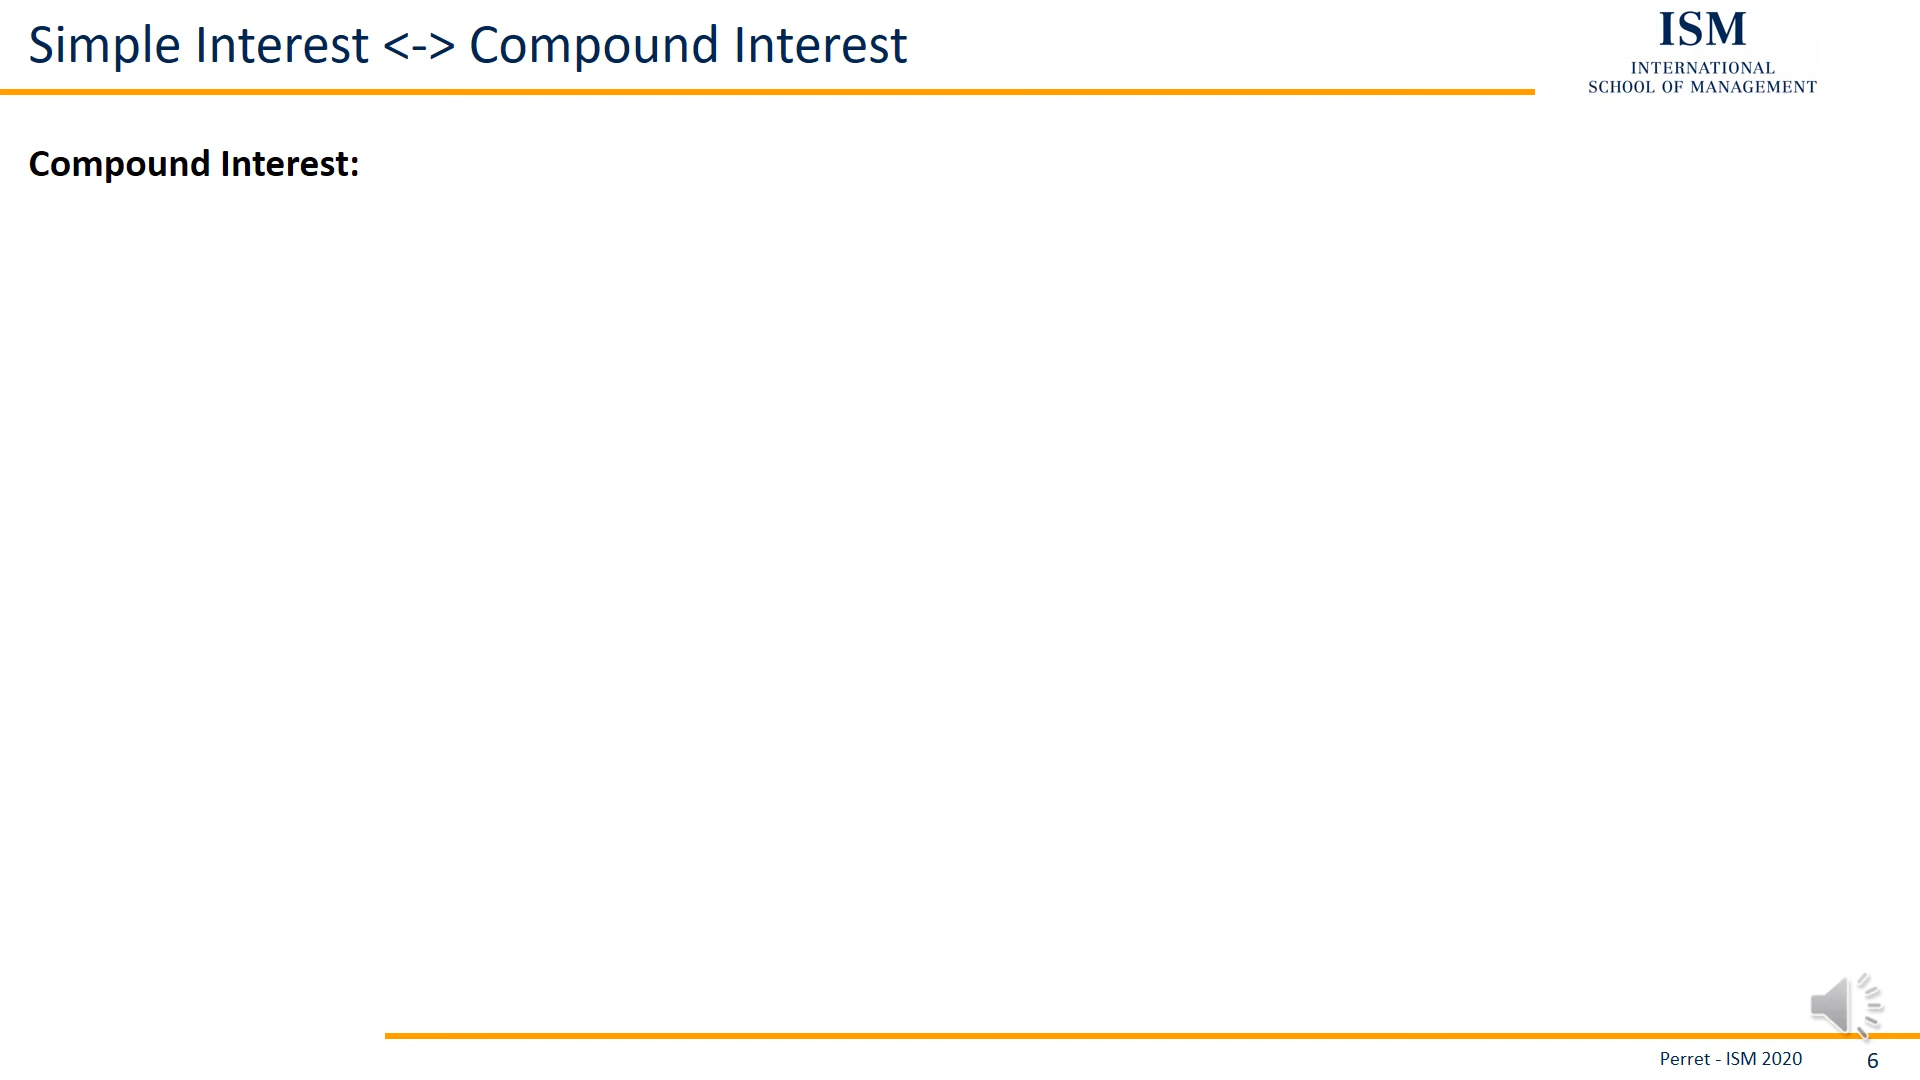 Simple Interest <-> Compound Interest
ISM
INTERNATIONAL
SCHOOL OF MANAGEMENT
Compound Interest:
Perret - ISM 2020
6